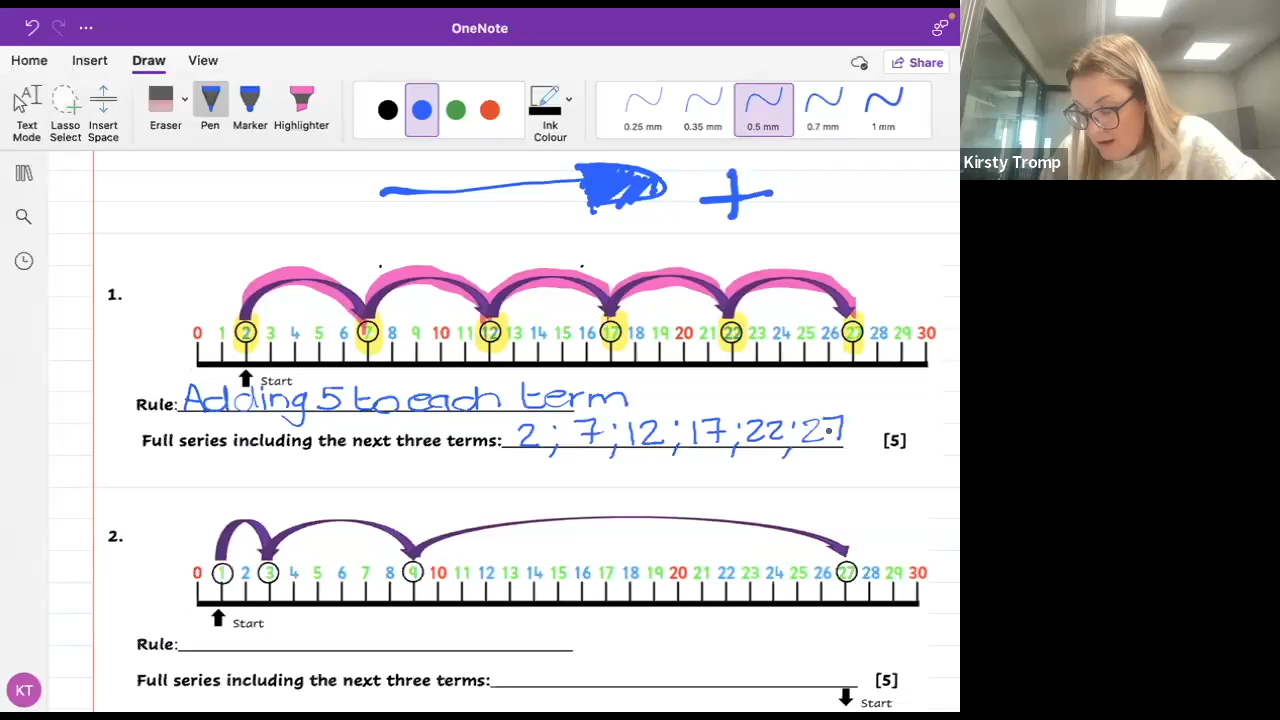 OneNote
Home Insert Draw View
Share
Text Mode
Lasso Select
Insert Space
Eraser
Pen
Marker
Highlighter
Ink Colour
0.25 mm
0.35 mm
0.5 mm
0.7 mm
1 mm
Kirsty Tromp
+
1.
0 1 2 3 4 5 6 7 8 9 10 11 12 13 14 15 16 17 18 19 20 21 22 23 24 25 26 27 28 29 30
Start
Rule: Adding 5 to each term
Full series including the next three terms: 2 ; 7 ; 12 ; 17 ; 22 ; 27 [5]
2.
0 1 2 3 4 5 6 7 8 9 10 11 12 13 14 15 16 17 18 19 20 21 22 23 24 25 26 27 28 29 30
Start
Rule:
Full series including the next three terms: [5]
Start
KT